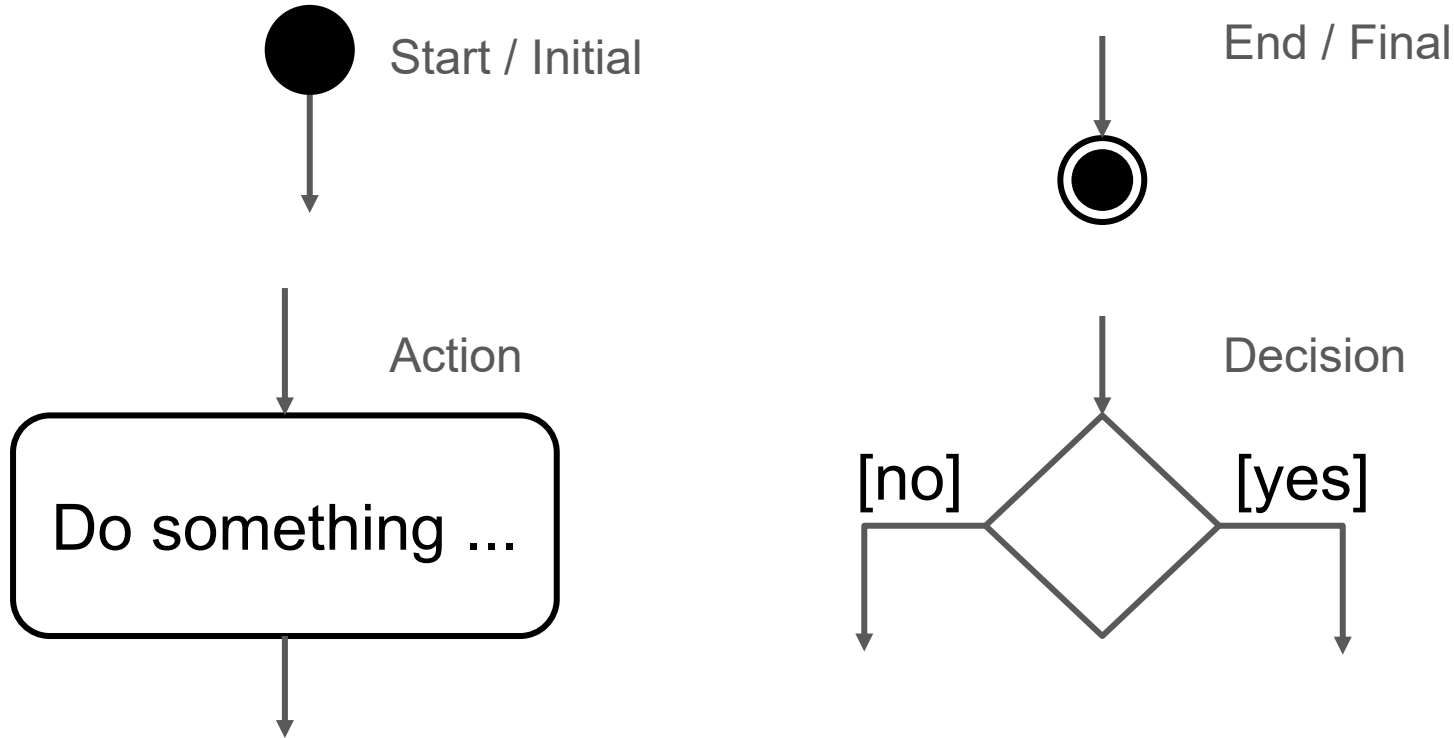 Start / Initial
End / Final
Action
Decision
Do something ...
[no]
[yes]